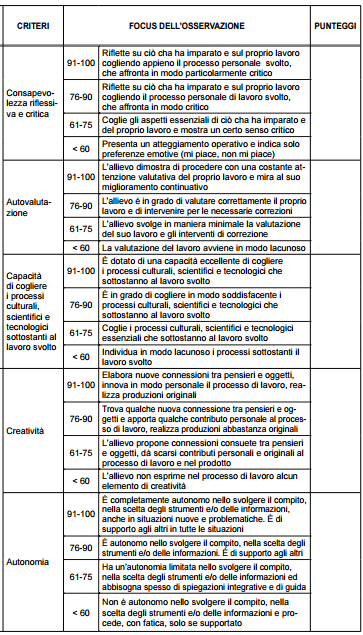 CRITERI FOCUS DELL'OSSERVAZIONE PUNTEGGI
Consapevo-
lezza riflessi-
va e critica
91-100
Riflette su ciò cha ha imparato e sul proprio lavoro
cogliendo appieno il processo personale svolto,
che affronta in modo particolarmente critico
76-90
Riflette su ciò cha ha imparato e sul proprio lavoro
cogliendo il processo personale di lavoro svolto,
che affronta in modo critico
61-75
Coglie gli aspetti essenziali di ciò cha ha imparato e
del proprio lavoro e mostra un certo senso critico
< 60
Presenta un atteggiamento operativo e indica solo
preferenze emotive (mi piace, non mi piace)
Autovaluta-
zione
91-100
L'allievo dimostra di procedere con una costante at-
tenzione valutativa del proprio lavoro e mira al suo
miglioramento continuativo
76-90
L'allievo è in grado di valutare correttamente il proprio
lavoro e di intervenire per le necessarie correzioni
61-75
L'allievo svolge in maniera minimale la valutazione
del suo lavoro e gli interventi di correzione
< 60
La valutazione del lavoro avviene in modo lacunoso
Capacità
di cogliere
i processi
culturali,
scientifici e
tecnologici
sottostanti al
lavoro svolto
91-100
È dotato di una capacità eccellente di cogliere
i processi culturali, scientifici e tecnologici che
sottostanno al lavoro svolto
76-90
È in grado di cogliere in modo soddisfacente i
processi culturali, scientifici e tecnologici che
sottostanno al lavoro svolto
61-75
Coglie i processi culturali, scientifici e tecnologici
essenziali che sottostanno al lavoro svolto
< 60
Individua in modo lacunoso i processi sottostanti il
lavoro svolto
Creatività
91-100
Elabora nuove connessioni tra pensieri e oggetti,
innova in modo personale il processo di lavoro, rea-
lizza produzioni originali
76-90
Trova qualche nuova connessione tra pensieri e og-
getti e apporta qualche contributo personale al proces-
so di lavoro, realizza produzioni abbastanza originali
61-75
L'allievo propone connessioni consuete tra pensieri
e oggetti, dà scarsi contributi personali e originali al
processo di lavoro e nel prodotto
< 60
L'allievo non esprime nel processo di lavoro alcun
elemento di creatività
Autonomia
91-100
È completamente autonomo nello svolgere il compito,
nella scelta degli strumenti e/o delle informazioni,
anche in situazioni nuove e problematiche. È di
supporto agli altri in tutte le situazioni
76-90
È autonomo nello svolgere il compito, nella scelta degli
strumenti e/o delle informazioni. È di supporto agli altri
61-75
Ha un'autonomia limitata nello svolgere il compito,
nella scelta degli strumenti e/o delle informazioni ed
abbisogna spesso di spiegazioni integrative e di guida
< 60
Non è autonomo nello svolgere il compito, nella
scelta degli strumenti e/o delle informazioni e pro-
cede, con fatica, solo se supportato